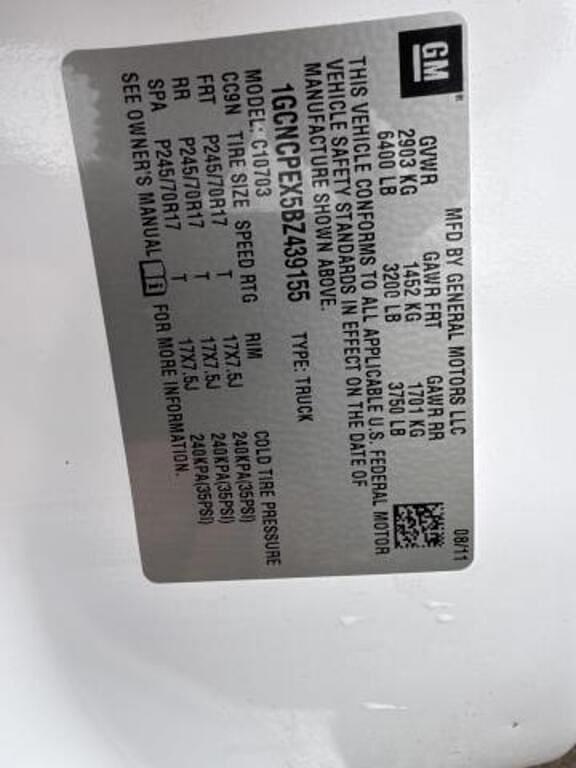 GM ®
MFD BY GENERAL MOTORS LLC 08/11
GVWR GAWR FRT GAWR RR
2903 KG 1452 KG 1701 KG
6400 LB 3200 LB 3750 LB
THIS VEHICLE CONFORMS TO ALL APPLICABLE U.S. FEDERAL MOTOR
VEHICLE SAFETY STANDARDS IN EFFECT ON THE DATE OF
MANUFACTURE SHOWN ABOVE.
1GCNCPEX5BZ439155 TYPE: TRUCK
MODEL: C10703
CC9N TIRE SIZE SPEED RTG RIM COLD TIRE PRESSURE
FRT P245/70R17 T 17X7.5J 240KPA(35PSI)
RR P245/70R17 T 17X7.5J 240KPA(35PSI)
SPA P245/70R17 T 17X7.5J 240KPA(35PSI)
SEE OWNER'S MANUAL i FOR MORE INFORMATION.